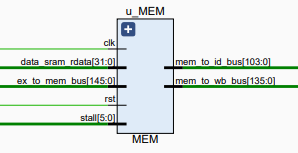 u_MEM
clk
data_sram_rdata[31:0]
mem_to_id_bus[103:0]
ex_to_mem_bus[145:0]
mem_to_wb_bus[135:0]
rst
stall[5:0]
MEM